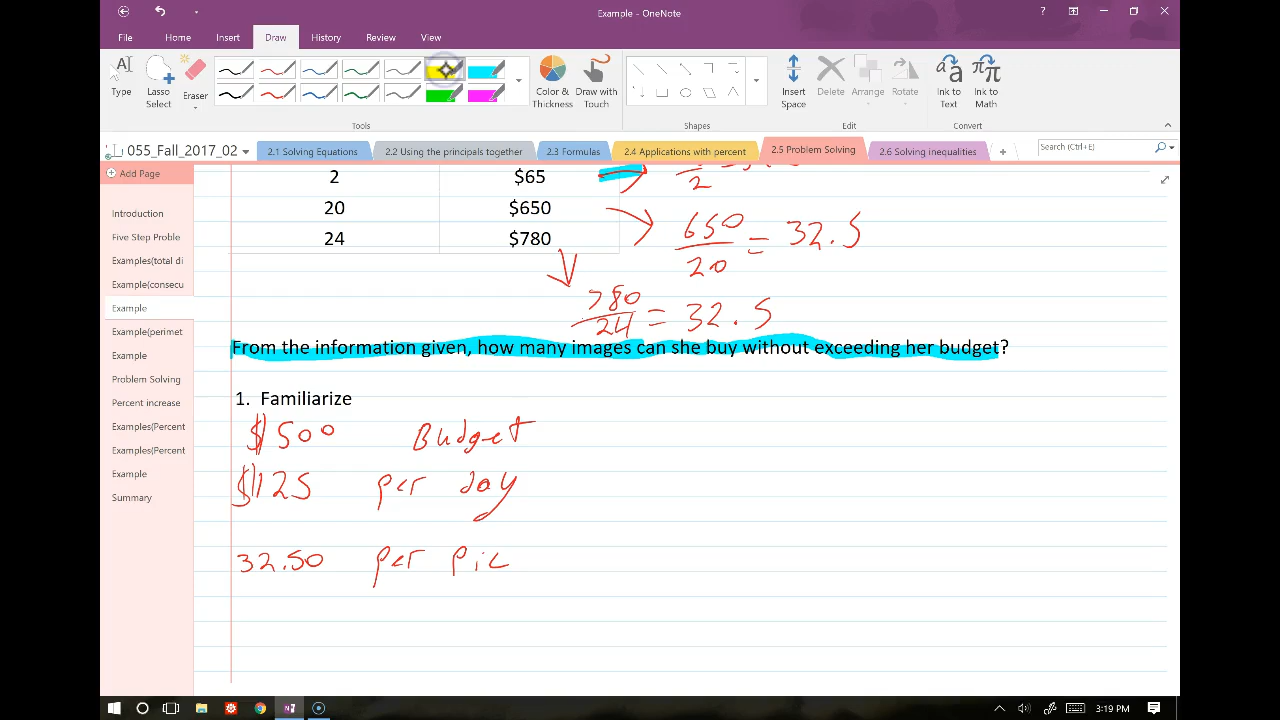 Example - OneNote
?
File Home Insert Draw History Review View
Type
Lasso Select
Eraser
Color & Thickness
Draw with Touch
Insert Space
Delete
Arrange
Rotate
Ink to Text
Ink to Math
Tools
Shapes
Edit
Convert
055_Fall_2017_02
2.1 Solving Equations
2.2 Using the principals together
2.3 Formulas
2.4 Applications with percent
2.5 Problem Solving
2.6 Solving inequalities
+
Search (Ctrl+E)
Add Page
Introduction
Five Step Proble
Examples(total di
Example(consecu
Example
Example(perimet
Example
Problem Solving
Percent increase
Examples(Percent
Examples(Percent
Example
Summary
2 $65
2
20 $650
650/20 = 32.5
24 $780
780/24 = 32.5
From the information given, how many images can she buy without exceeding her budget?
1. Familiarize
$500 Budget
$125 per day
32.50 per pic
3:19 PM